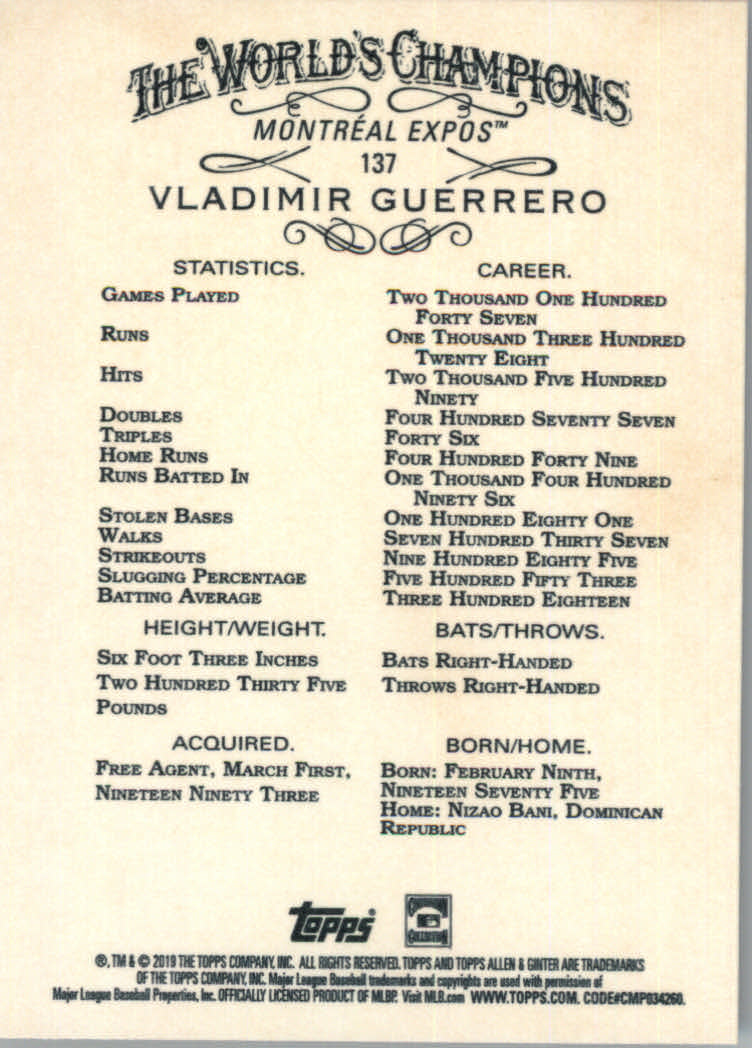 THE WORLD'S CHAMPIONS
MONTRÉAL EXPOS™
137
VLADIMIR GUERRERO
STATISTICS. CAREER.
GAMES PLAYED TWO THOUSAND ONE HUNDRED
FORTY SEVEN
RUNS ONE THOUSAND THREE HUNDRED
TWENTY EIGHT
HITS TWO THOUSAND FIVE HUNDRED
NINETY
DOUBLES FOUR HUNDRED SEVENTY SEVEN
TRIPLES FORTY SIX
HOME RUNS FOUR HUNDRED FORTY NINE
RUNS BATTED IN ONE THOUSAND FOUR HUNDRED
NINETY SIX
STOLEN BASES ONE HUNDRED EIGHTY ONE
WALKS SEVEN HUNDRED THIRTY SEVEN
STRIKEOUTS NINE HUNDRED EIGHTY FIVE
SLUGGING PERCENTAGE FIVE HUNDRED FIFTY THREE
BATTING AVERAGE THREE HUNDRED EIGHTEEN
HEIGHT/WEIGHT.
SIX FOOT THREE INCHES
TWO HUNDRED THIRTY FIVE
POUNDS
BATS/THROWS.
BATS RIGHT-HANDED
THROWS RIGHT-HANDED
ACQUIRED.
FREE AGENT, MARCH FIRST,
NINETEEN NINETY THREE
BORN/HOME.
BORN: FEBRUARY NINTH,
NINETEEN SEVENTY FIVE
HOME: NIZAO BANI, DOMINICAN
REPUBLIC
Topps® COOPERSTOWN COLLECTION
®, TM & © 2019 THE TOPPS COMPANY, INC. ALL RIGHTS RESERVED. TOPPS AND TOPPS ALLEN & GINTER ARE TRADEMARKS
OF THE TOPPS COMPANY, INC. Major League Baseball trademarks and copyrights are used with permission of
Major League Baseball Properties, Inc. OFFICIALLY LICENSED PRODUCT OF MLBP. Visit MLB.com WWW.TOPPS.COM. CODE#CMP034260.